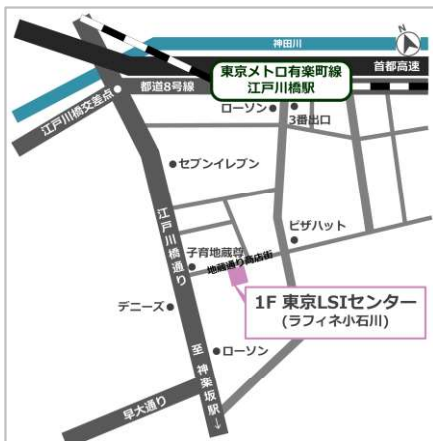 N
神田川
首都高速
東京メトロ有楽町線
江戸川橋駅
都道8号線
江戸川橋交差点
ローソン
3番出口
セブンイレブン
江戸川橋通り
ピザハット
子育地蔵尊
地蔵通り商店街
1F 東京LSIセンター
(ラフィネ小石川)
デニーズ
ローソン
至 神楽坂駅→
早大通り